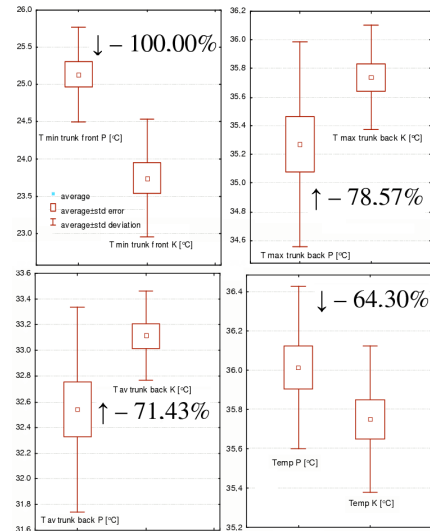 26.0
25.5
25.0
24.5
24.0
23.5
23.0
↓ – 100.00%
T min trunk front P [°C]
average
average±std error
average±std deviation
T min trunk front K [°C]
36.2
36.0
35.8
35.6
35.4
35.2
35.0
34.8
34.6
T max trunk back K [°C]
↑ – 78.57%
T max trunk back P [°C]
33.6
33.4
33.2
33.0
32.8
32.6
32.4
32.2
32.0
31.8
31.6
T av trunk back K [°C]
↑ – 71.43%
T av trunk back P [°C]
36.4
36.2
36.0
35.8
35.6
35.4
35.2
↓ – 64.30%
Temp P [°C]
Temp K [°C]